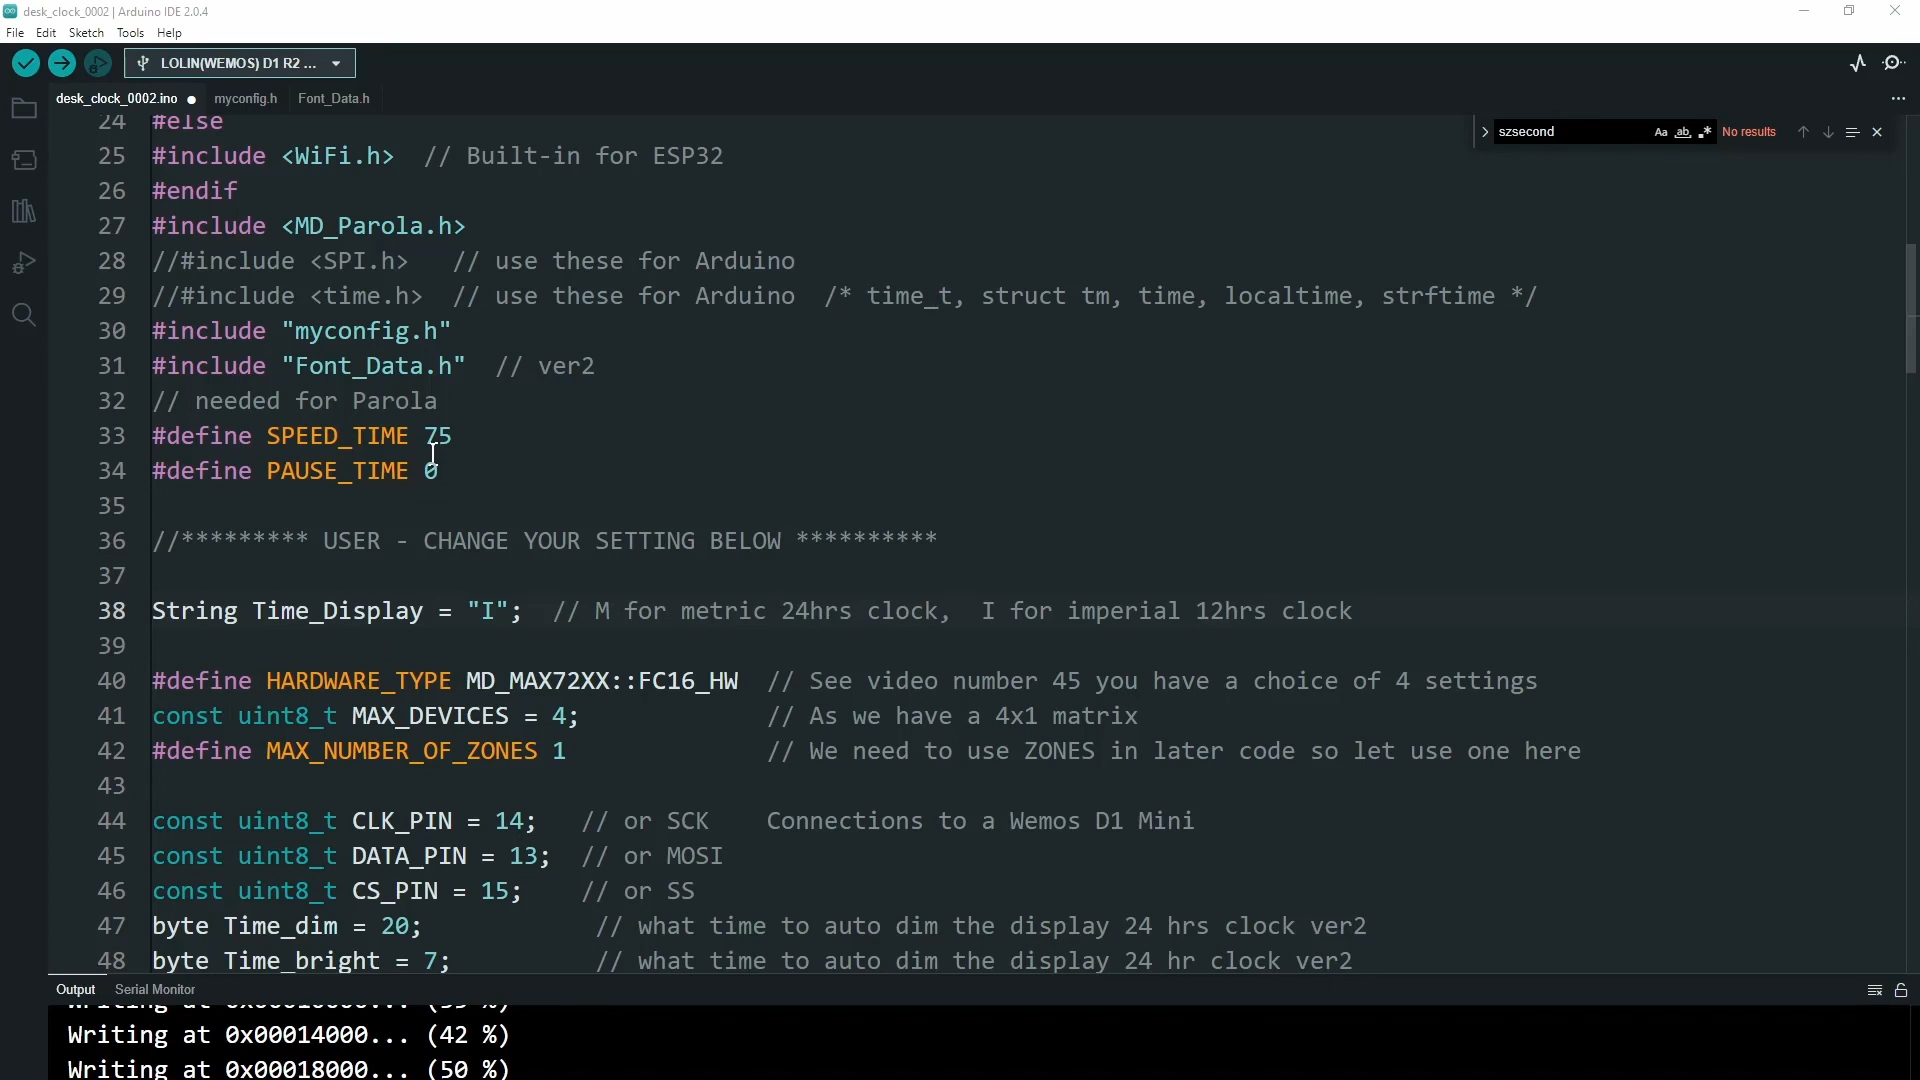 desk_clock_0002 | Arduino IDE 2.0.4
File Edit Sketch Tools Help
LOLIN(WEMOS) D1 R2 ...
desk_clock_0002.ino myconfig.h Font_Data.h
szsecond Aa ab .* No results
24 #else
25 #include <WiFi.h>  // Built-in for ESP32
26 #endif
27 #include <MD_Parola.h>
28 //#include <SPI.h>   // use these for Arduino
29 //#include <time.h>  // use these for Arduino  /* time_t, struct tm, time, localtime, strftime */
30 #include "myconfig.h"
31 #include "Font_Data.h"  // ver2
32 // needed for Parola
33 #define SPEED_TIME 75
34 #define PAUSE_TIME 0
35
36 //********* USER - CHANGE YOUR SETTING BELOW **********
37
38 String Time_Display = "I";  // M for metric 24hrs clock,  I for imperial 12hrs clock
39
40 #define HARDWARE_TYPE MD_MAX72XX::FC16_HW  // See video number 45 you have a choice of 4 settings
41 const uint8_t MAX_DEVICES = 4;             // As we have a 4x1 matrix
42 #define MAX_NUMBER_OF_ZONES 1              // We need to use ZONES in later code so let use one here
43
44 const uint8_t CLK_PIN = 14;   // or SCK    Connections to a Wemos D1 Mini
45 const uint8_t DATA_PIN = 13;  // or MOSI
46 const uint8_t CS_PIN = 15;    // or SS
47 byte Time_dim = 20;            // what time to auto dim the display 24 hrs clock ver2
48 byte Time_bright = 7;          // what time to auto dim the display 24 hr clock ver2
Output Serial Monitor
Writing at 0x00014000... (42 %)
Writing at 0x00018000... (50 %)